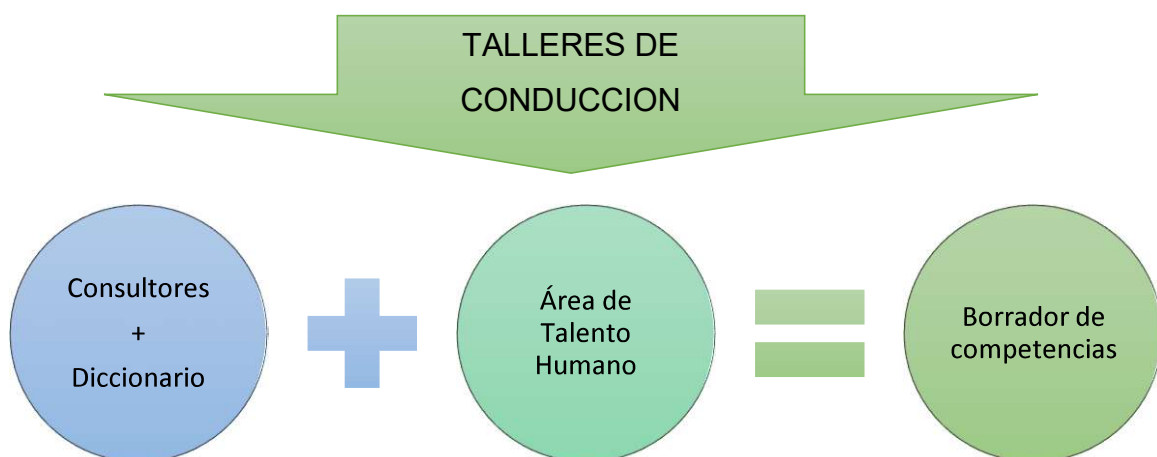 TALLERES DE
CONDUCCION
Consultores
+
Diccionario
Área de
Talento
Humano
Borrador de
competencias